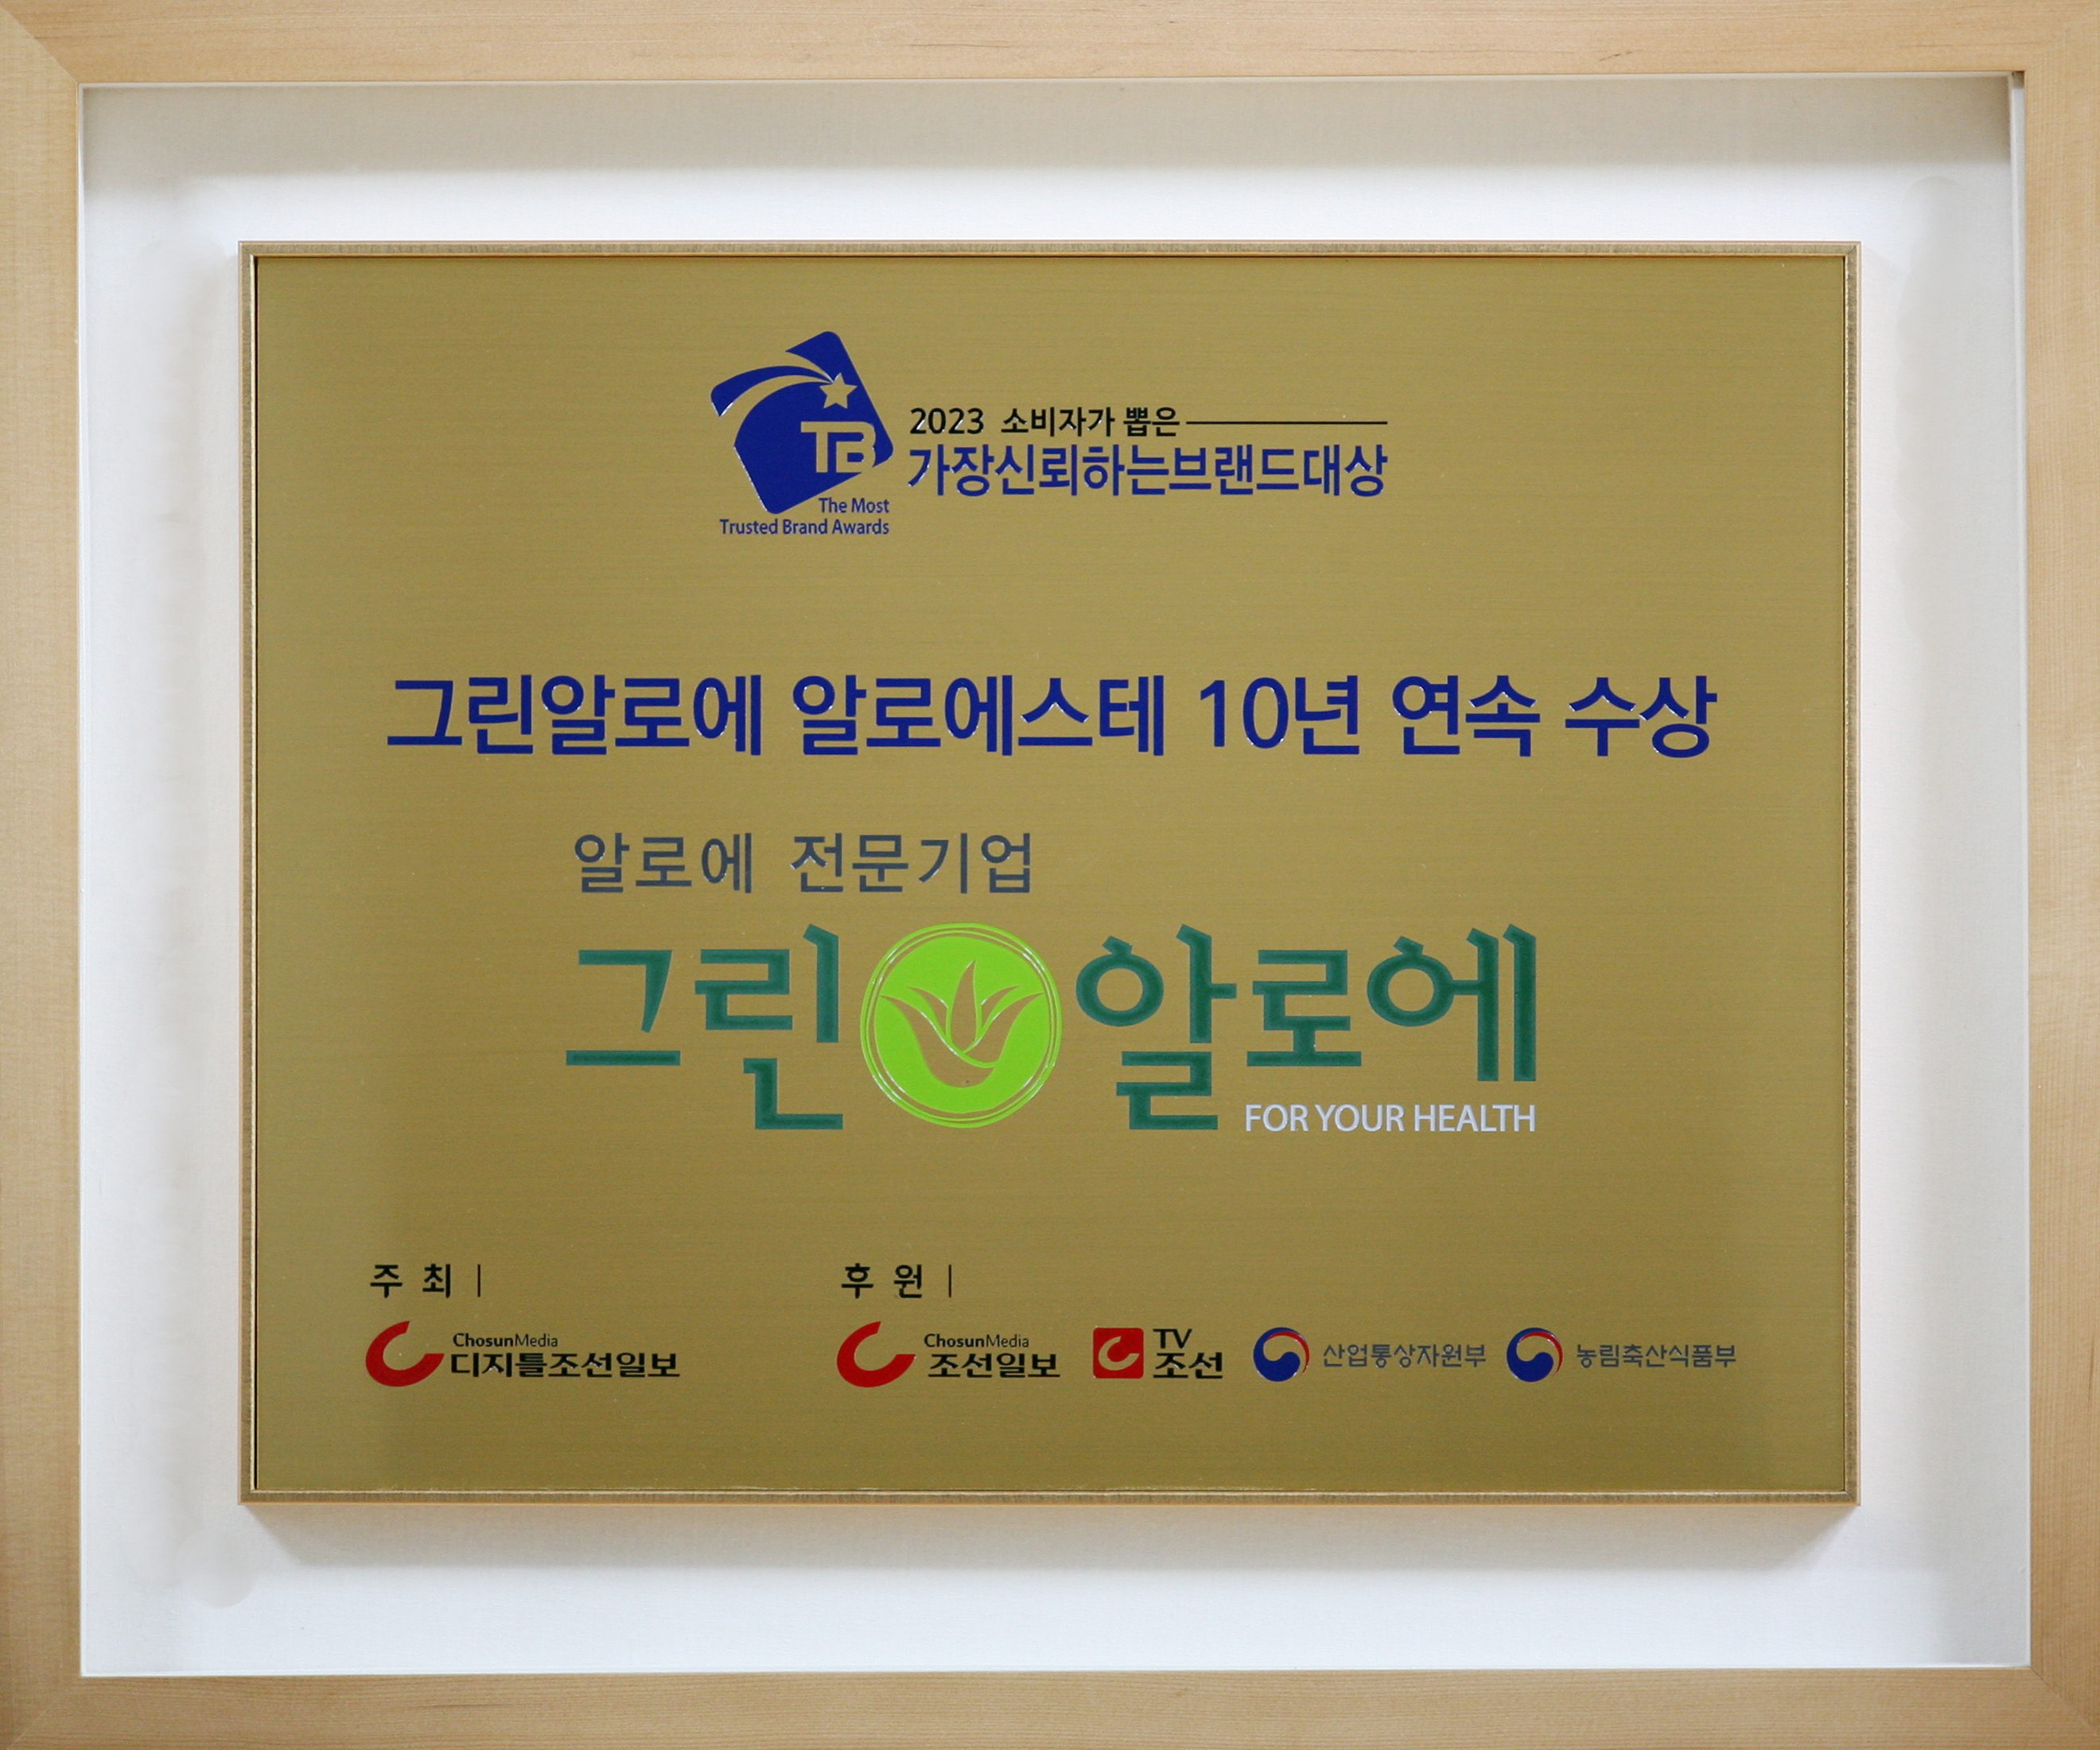 TB
The Most
Trusted Brand Awards
2023 소비자가 뽑은
가장신뢰하는브랜드대상
그린알로에 알로에스테 10년 연속 수상
알로에 전문기업
그린알로에
FOR YOUR HEALTH
주 최 |
ChosunMedia
디지틀조선일보
후 원 |
ChosunMedia
조선일보
TV
조선
산업통상자원부
농림축산식품부